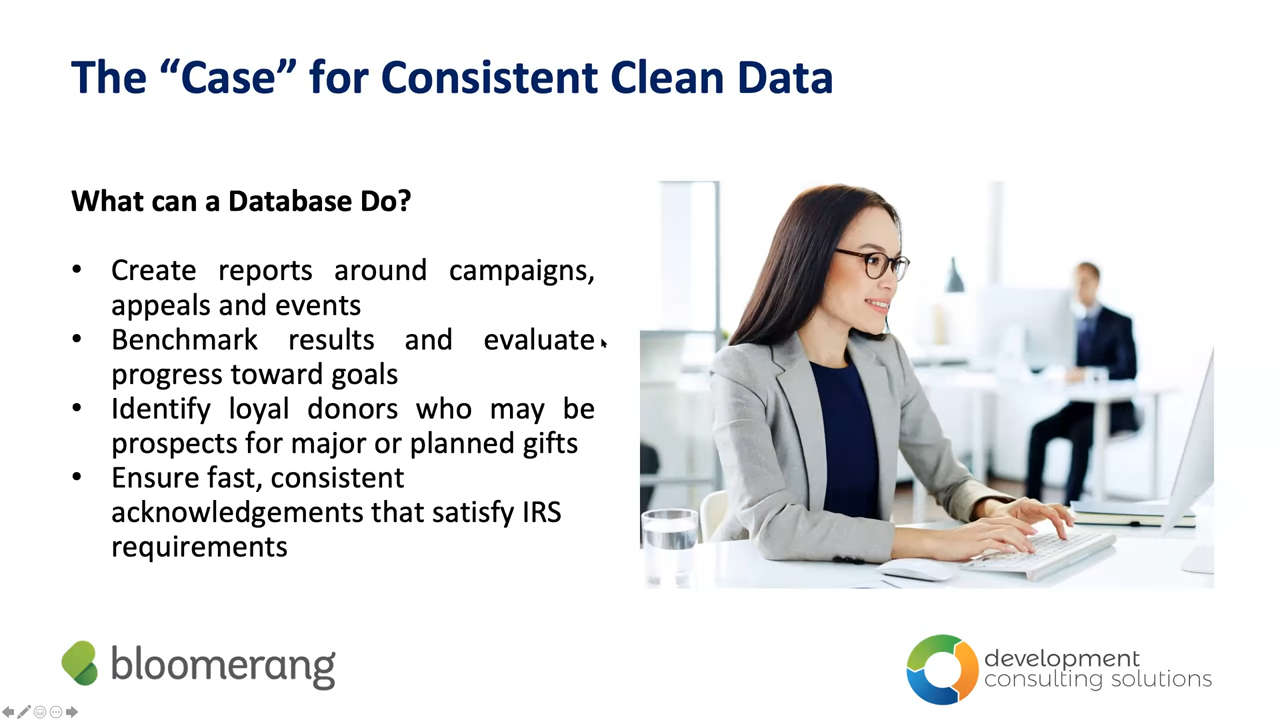 The “Case” for Consistent Clean Data
What can a Database Do?
• Create reports around campaigns,
appeals and events
• Benchmark results and evaluate
progress toward goals
• Identify loyal donors who may be
prospects for major or planned gifts
• Ensure fast, consistent
acknowledgements that satisfy IRS
requirements
bloomerang
development
consulting solutions